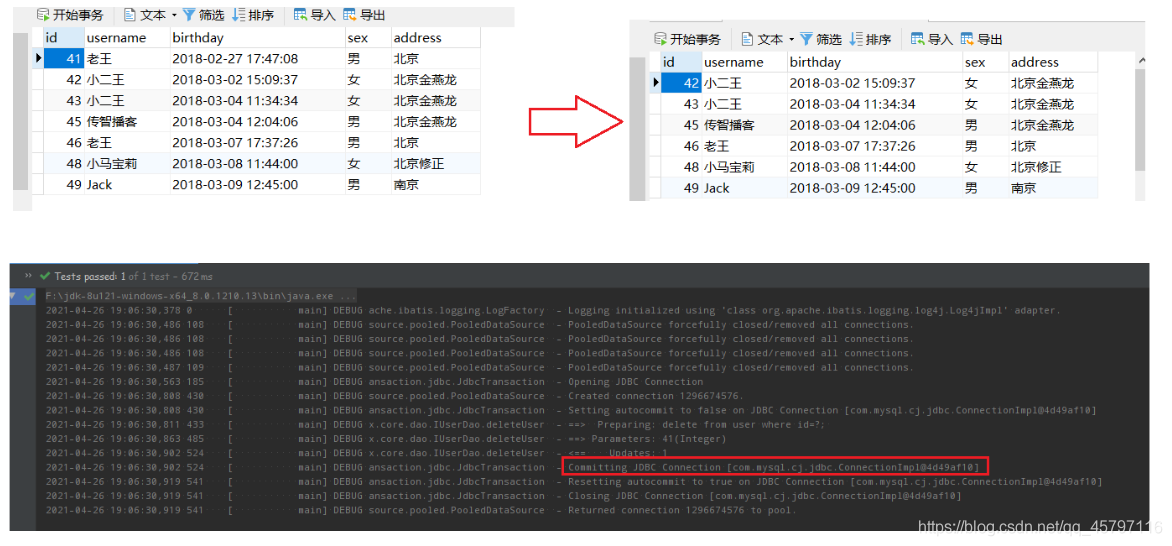 开始事务 文本 筛选 排序 导入 导出
id username birthday sex address
41 老王 2018-02-27 17:47:08 男 北京
42 小二王 2018-03-02 15:09:37 女 北京金燕龙
43 小二王 2018-03-04 11:34:34 女 北京金燕龙
45 传智播客 2018-03-04 12:04:06 男 北京金燕龙
46 老王 2018-03-07 17:37:26 男 北京
48 小马宝莉 2018-03-08 11:44:00 女 北京修正
49 Jack 2018-03-09 12:45:00 男 南京
开始事务 文本 筛选 排序 导入 导出
id username birthday sex address
42 小二王 2018-03-02 15:09:37 女 北京金燕龙
43 小二王 2018-03-04 11:34:34 女 北京金燕龙
45 传智播客 2018-03-04 12:04:06 男 北京金燕龙
46 老王 2018-03-07 17:37:26 男 北京
48 小马宝莉 2018-03-08 11:44:00 女 北京修正
49 Jack 2018-03-09 12:45:00 男 南京
>> Tests passed: 1 of 1 test – 672 ms
F:\jdk-8u121-windows-x64_8.0.1210.13\bin\java.exe ...
2021-04-26 19:06:30,378 0 [ main] DEBUG ache.ibatis.logging.LogFactory - Logging initialized using 'class org.apache.ibatis.logging.log4j.Log4jImpl' adapter.
2021-04-26 19:06:30,486 108 [ main] DEBUG source.pooled.PooledDataSource - PooledDataSource forcefully closed/removed all connections.
2021-04-26 19:06:30,486 108 [ main] DEBUG source.pooled.PooledDataSource - PooledDataSource forcefully closed/removed all connections.
2021-04-26 19:06:30,486 108 [ main] DEBUG source.pooled.PooledDataSource - PooledDataSource forcefully closed/removed all connections.
2021-04-26 19:06:30,487 109 [ main] DEBUG source.pooled.PooledDataSource - PooledDataSource forcefully closed/removed all connections.
2021-04-26 19:06:30,563 185 [ main] DEBUG ansaction.jdbc.JdbcTransaction - Opening JDBC Connection
2021-04-26 19:06:30,808 430 [ main] DEBUG source.pooled.PooledDataSource - Created connection 1296674576.
2021-04-26 19:06:30,808 430 [ main] DEBUG ansaction.jdbc.JdbcTransaction - Setting autocommit to false on JDBC Connection [com.mysql.cj.jdbc.ConnectionImpl@4d49af10]
2021-04-26 19:06:30,811 433 [ main] DEBUG x.core.dao.IUserDao.deleteUser - ==> Preparing: delete from user where id=?;
2021-04-26 19:06:30,863 485 [ main] DEBUG x.core.dao.IUserDao.deleteUser - ==> Parameters: 41(Integer)
2021-04-26 19:06:30,902 524 [ main] DEBUG x.core.dao.IUserDao.deleteUser - <== Updates: 1
2021-04-26 19:06:30,902 524 [ main] DEBUG ansaction.jdbc.JdbcTransaction - Committing JDBC Connection [com.mysql.cj.jdbc.ConnectionImpl@4d49af10]
2021-04-26 19:06:30,919 541 [ main] DEBUG ansaction.jdbc.JdbcTransaction - Resetting autocommit to true on JDBC Connection [com.mysql.cj.jdbc.ConnectionImpl@4d49af10]
2021-04-26 19:06:30,919 541 [ main] DEBUG ansaction.jdbc.JdbcTransaction - Closing JDBC Connection [com.mysql.cj.jdbc.ConnectionImpl@4d49af10]
2021-04-26 19:06:30,919 541 [ main] DEBUG source.pooled.PooledDataSource - Returned connection 1296674576 to pool.
https://blog.csdn.net/qq_45797116